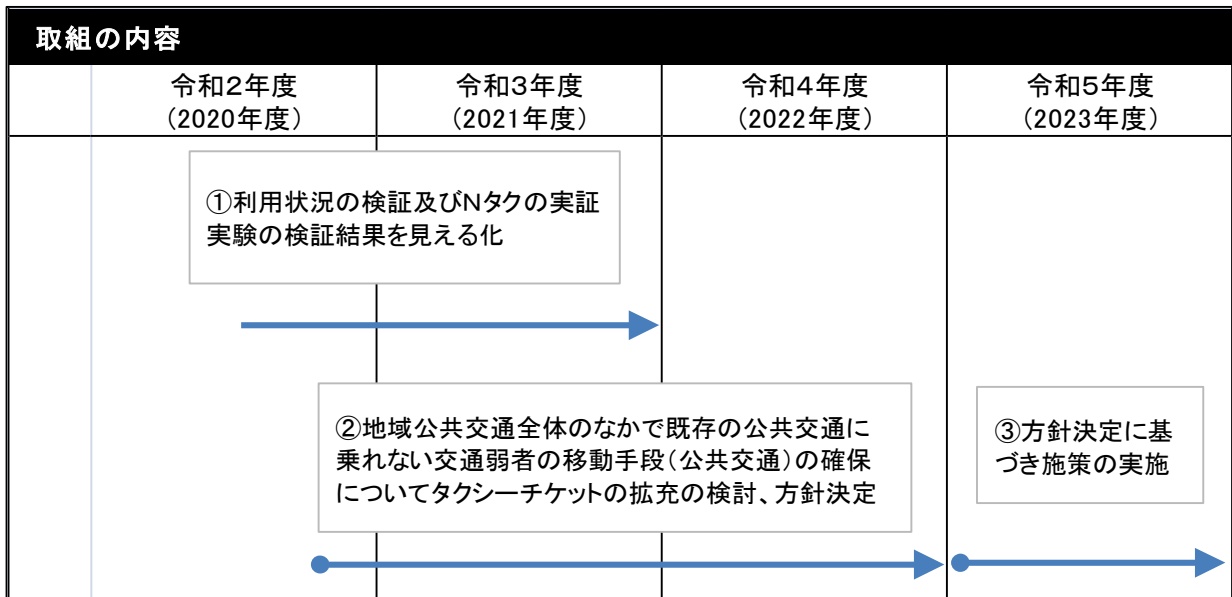 取組の内容
令和2年度
(2020年度)
令和3年度
(2021年度)
令和4年度
(2022年度)
令和5年度
(2023年度)
①利用状況の検証及びNタクの実証
実験の検証結果を見える化
②地域公共交通全体のなかで既存の公共交通に
乗れない交通弱者の移動手段(公共交通)の確保
についてタクシーチケットの拡充の検討、方針決定
③方針決定に基
づき施策の実施